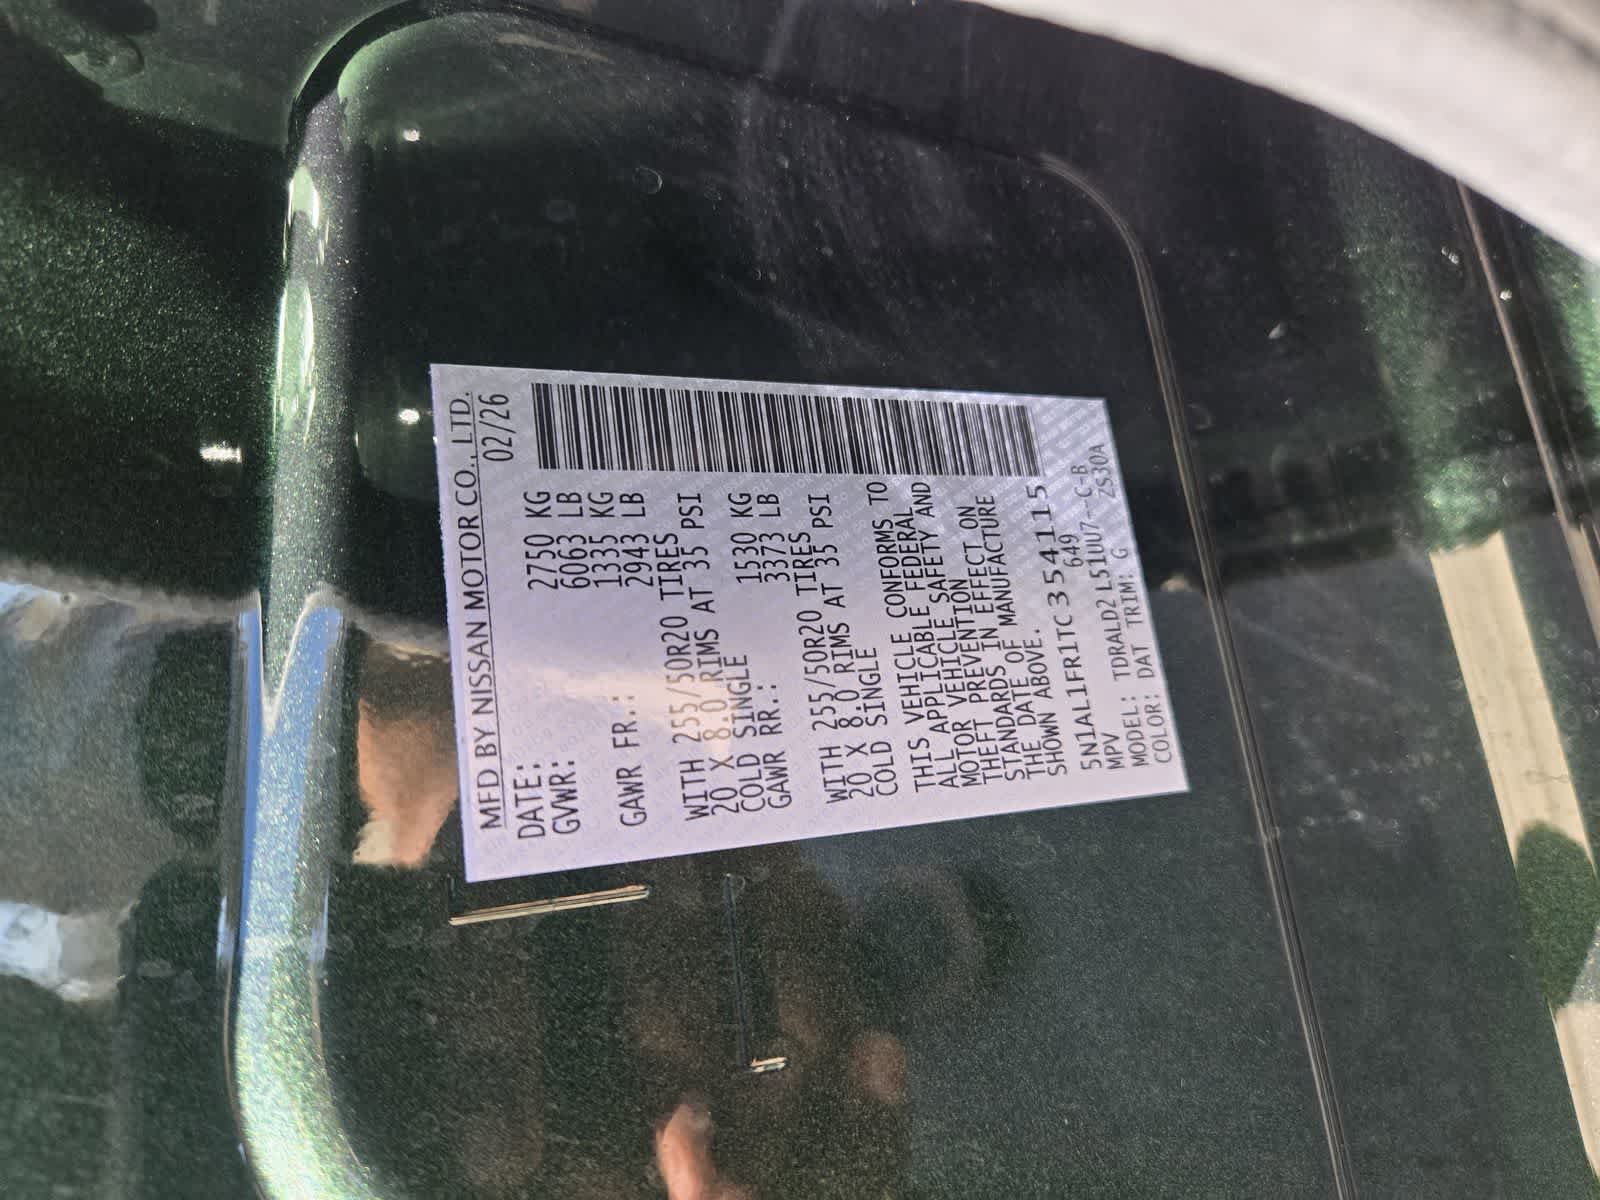 MFD BY NISSAN MOTOR CO., LTD.
DATE: 02/26
GVWR: 2750 KG
6063 LB
GAWR FR.: 1335 KG
2943 LB
WITH 255/50R20 TIRES
20 X 8.0 RIMS AT 35 PSI
COLD SINGLE
GAWR RR.: 1530 KG
3373 LB
WITH 255/50R20 TIRES
20 X 8.0 RIMS AT 35 PSI
COLD SINGLE
THIS VEHICLE CONFORMS TO
ALL APPLICABLE FEDERAL
MOTOR VEHICLE SAFETY AND
THEFT PREVENTION
STANDARDS IN EFFECT ON
THE DATE OF MANUFACTURE
SHOWN ABOVE.
5N1AL1FR1TC354115
MPV 649
MODEL: TDRALD2 L51UU7--C-B
COLOR: DAT TRIM: G ZS30A